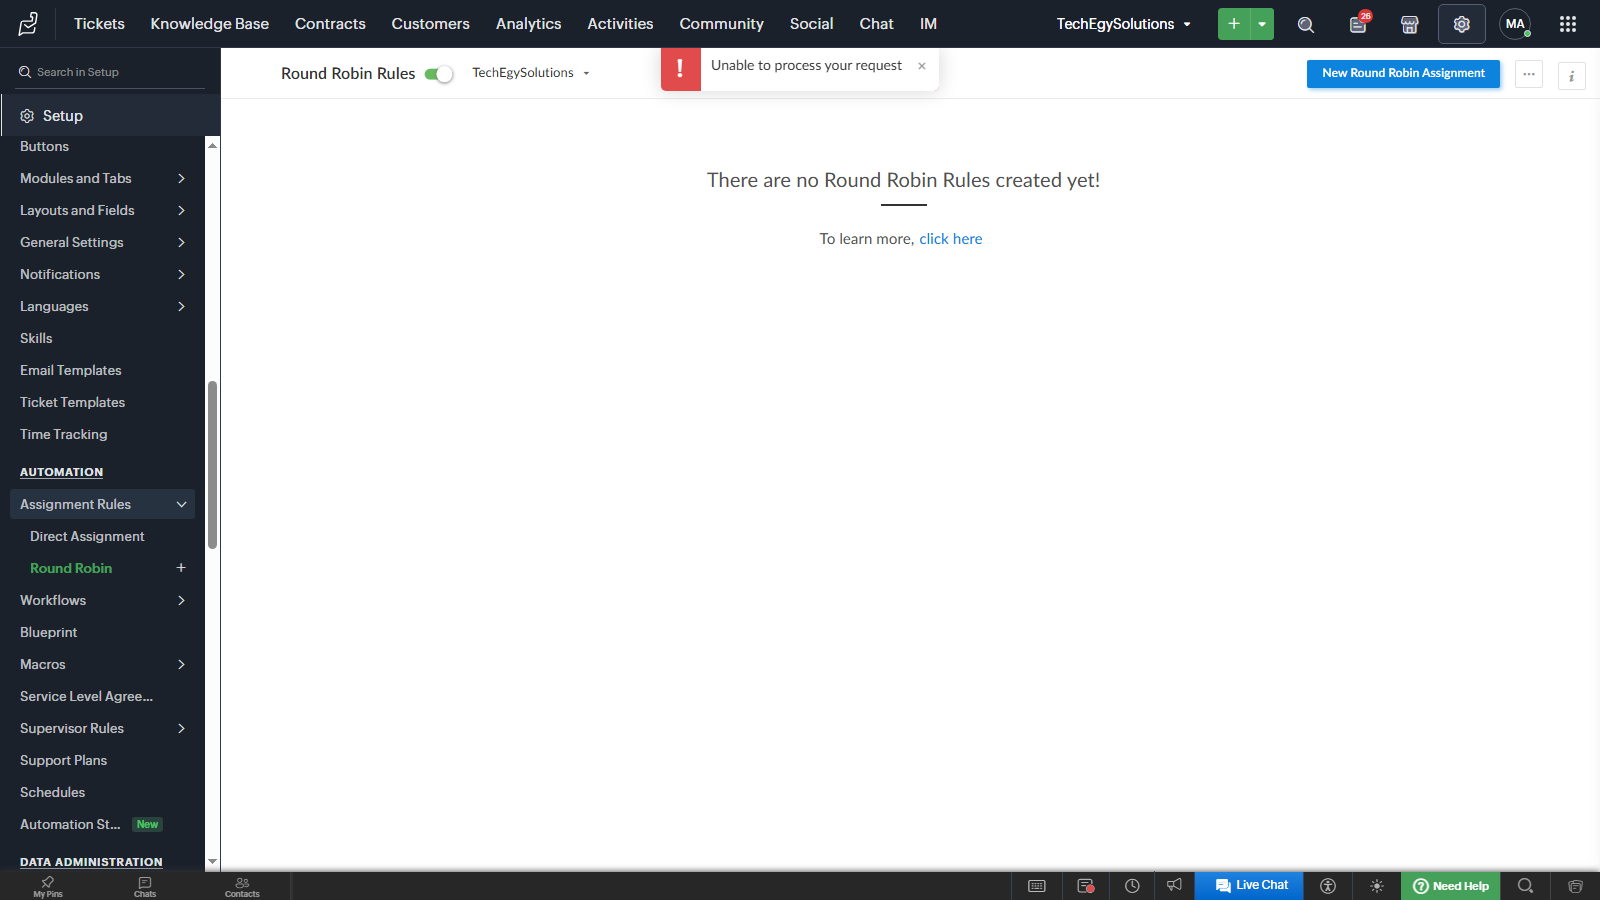 Tickets Knowledge Base Contracts Customers Analytics Activities Community Social Chat IM TechEgySolutions 26 MA
Search in Setup
Round Robin Rules TechEgySolutions
Unable to process your request
New Round Robin Assignment
Setup
Buttons
Modules and Tabs
Layouts and Fields
General Settings
Notifications
Languages
Skills
Email Templates
Ticket Templates
Time Tracking
AUTOMATION
Assignment Rules
Direct Assignment
Round Robin
Workflows
Blueprint
Macros
Service Level Agree...
Supervisor Rules
Support Plans
Schedules
Automation St... New
DATA ADMINISTRATION
There are no Round Robin Rules created yet!
To learn more, click here
My Pins
Chats
Contacts
Live Chat
Need Help